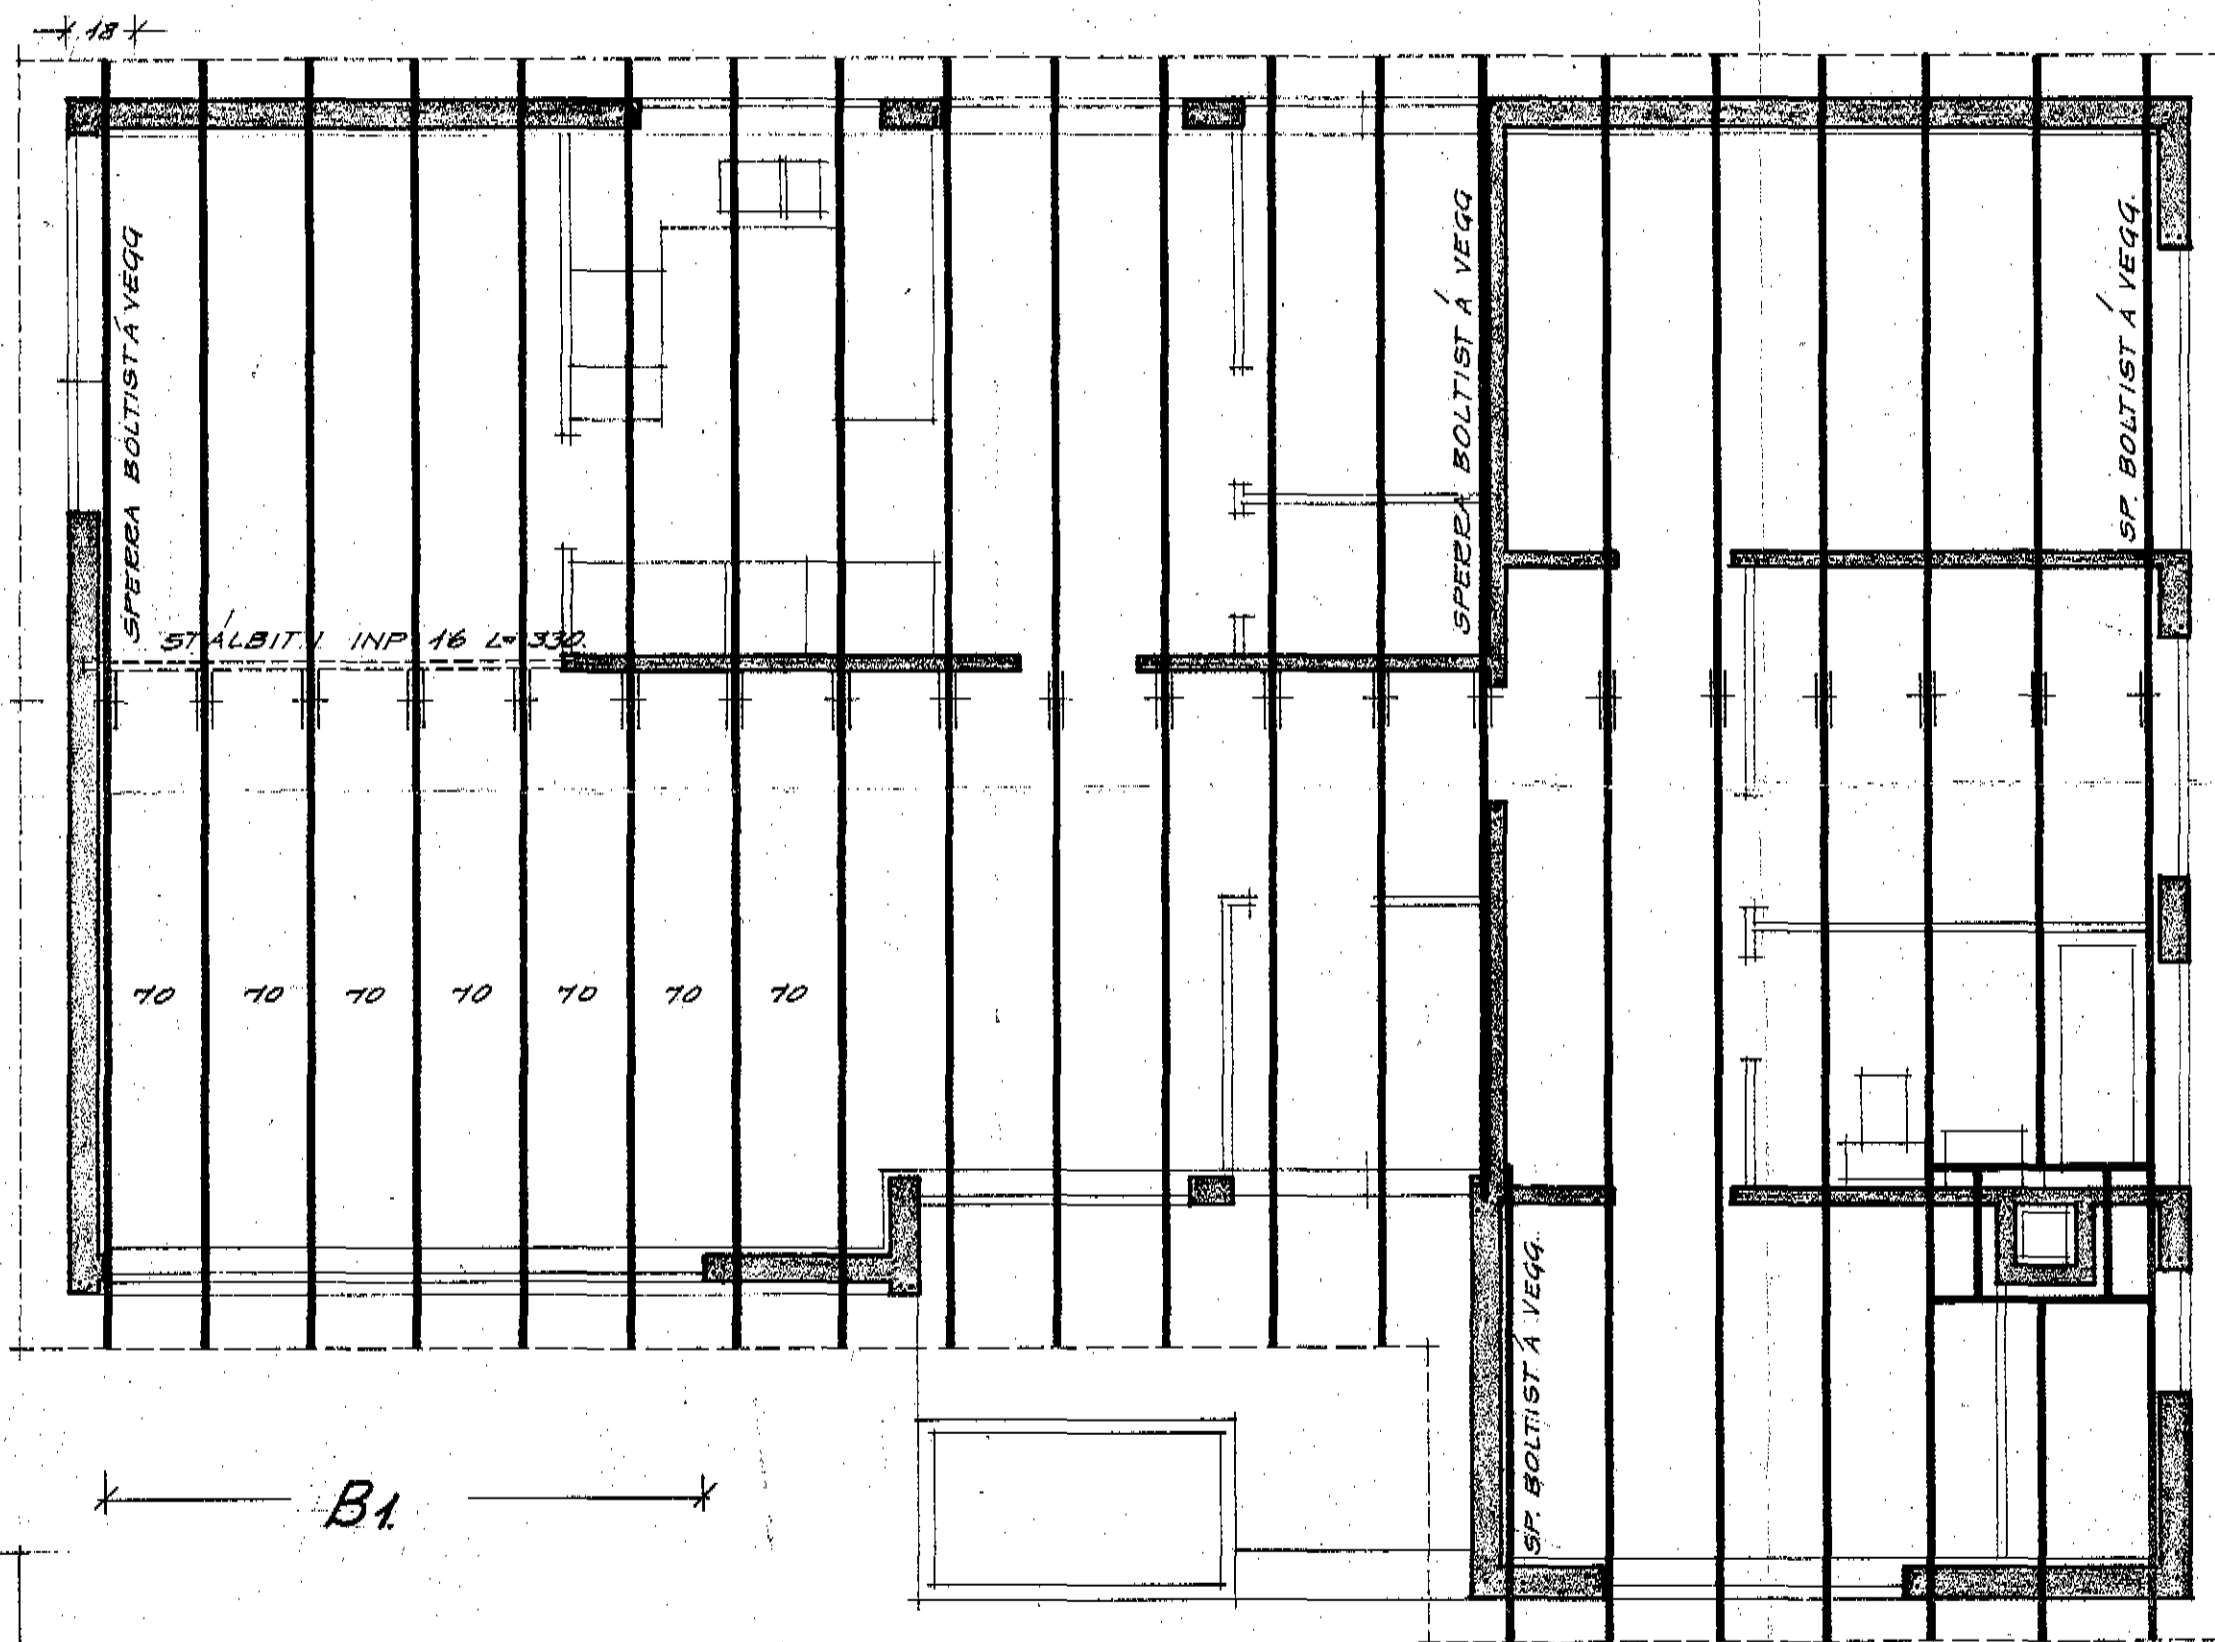 18
SPERRA BOLTIST Á VEGG
SPERRA BOLTIST Á VEGG
SP. BOLTIST Á VEGG.
STÁLBITI INP 16 L= 330.
70 70 70 70 70 70 70
SP. BOLTIST Á VEGG.
B1.